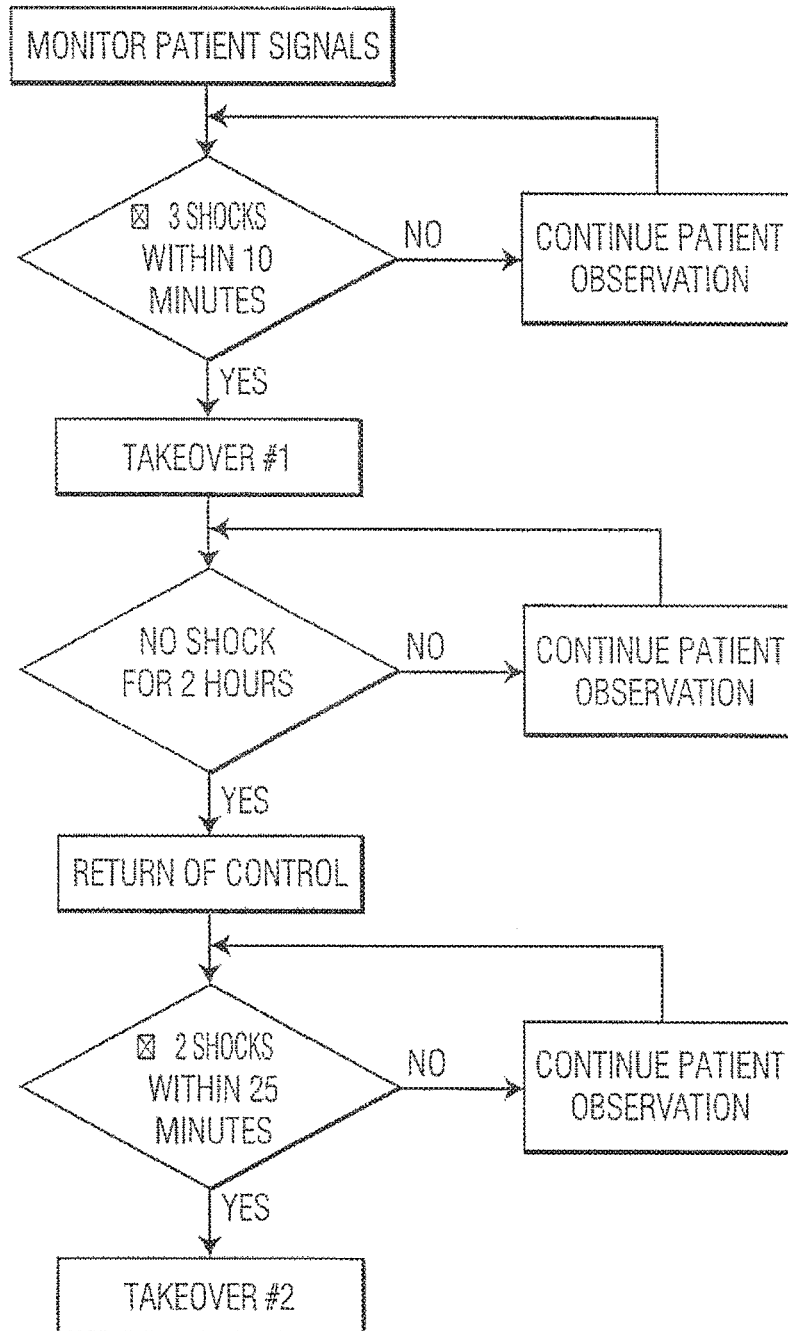 MONITOR PATIENT SIGNALS
☒ 3 SHOCKS
WITHIN 10
MINUTES
NO
CONTINUE PATIENT
OBSERVATION
YES
TAKEOVER #1
NO SHOCK
FOR 2 HOURS
NO
CONTINUE PATIENT
OBSERVATION
YES
RETURN OF CONTROL
☒ 2 SHOCKS
WITHIN 25
MINUTES
NO
CONTINUE PATIENT
OBSERVATION
YES
TAKEOVER #2